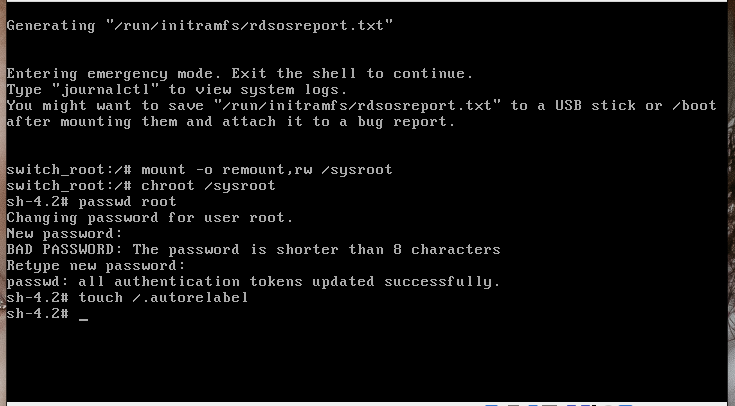 Generating "/run/initramfs/rdsosreport.txt"
Entering emergency mode. Exit the shell to continue.
Type "journalctl" to view system logs.
You might want to save "/run/initramfs/rdsosreport.txt" to a USB stick or /boot
after mounting them and attach it to a bug report.
switch_root:/# mount -o remount,rw /sysroot
switch_root:/# chroot /sysroot
sh-4.2# passwd root
Changing password for user root.
New password:
BAD PASSWORD: The password is shorter than 8 characters
Retype new password:
passwd: all authentication tokens updated successfully.
sh-4.2# touch /.autorelabel
sh-4.2# _